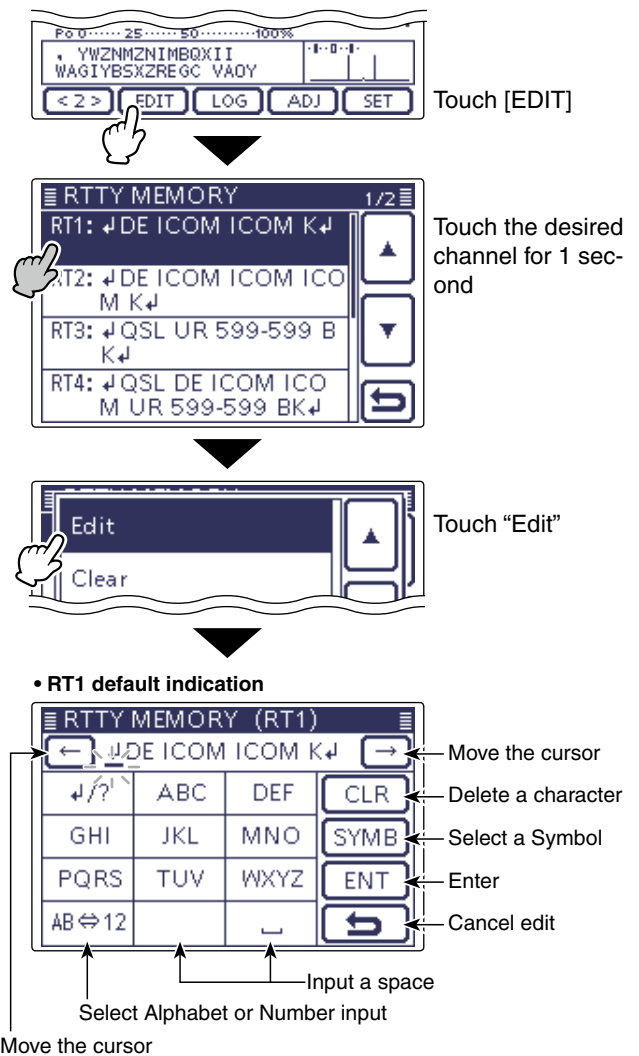 Po 0······ 25 ······50·········100%
, YWZNMZNIMBQXII
WAGIYBSXZREGC VAOY
< 2 > EDIT LOG ADJ SET
Touch [EDIT]
RTTY MEMORY 1/2
RT1: ↲DE ICOM ICOM K↲
RT2: ↲DE ICOM ICOM ICO
M K↲
RT3: ↲QSL UR 599-599 B
K↲
RT4: ↲QSL DE ICOM ICO
M UR 599-599 BK↲
Touch the desired
channel for 1 sec-
ond
Edit
Clear
Touch “Edit”
• RT1 default indication
RTTY MEMORY (RT1)
← ↲DE ICOM ICOM K↲ → Move the cursor
↲/? ABC DEF CLR Delete a character
GHI JKL MNO SYMB Select a Symbol
PQRS TUV WXYZ ENT Enter
AB⇔12 ⎵ Cancel edit
Input a space
Select Alphabet or Number input
Move the cursor